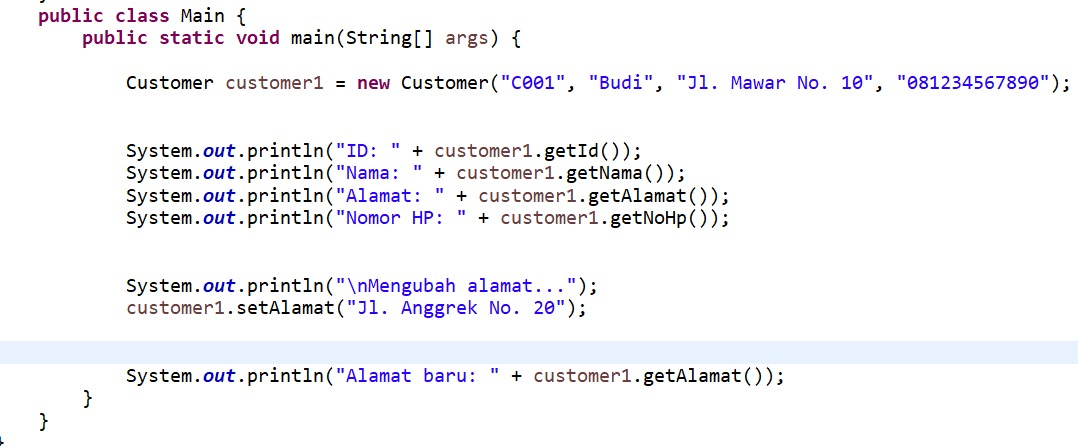 public class Main {
    public static void main(String[] args) {
        Customer customer1 = new Customer("C001", "Budi", "Jl. Mawar No. 10", "081234567890");
        System.out.println("ID: " + customer1.getId());
        System.out.println("Nama: " + customer1.getNama());
        System.out.println("Alamat: " + customer1.getAlamat());
        System.out.println("Nomor HP: " + customer1.getNoHp());
        System.out.println("\nMengubah alamat...");
        customer1.setAlamat("Jl. Anggrek No. 20");
        System.out.println("Alamat baru: " + customer1.getAlamat());
    }
}